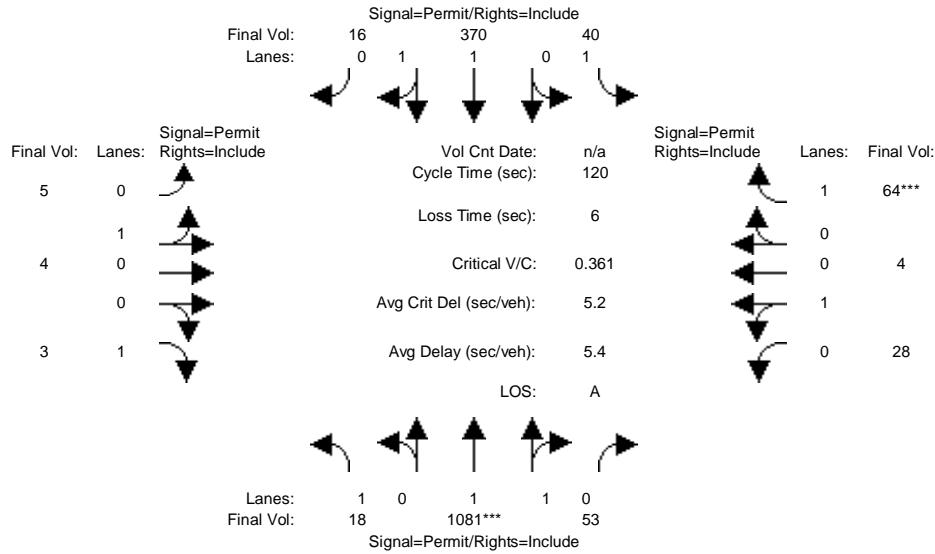 Signal=Permit/Rights=Include
Final Vol: 16 370 40
Lanes: 0 1 1 0 1
Signal=Permit
Final Vol: Lanes: Rights=Include
Vol Cnt Date: n/a
Signal=Permit
Rights=Include Lanes: Final Vol:
Cycle Time (sec): 120
5 0
1 64***
Loss Time (sec): 6
1
0
4 0
Critical V/C: 0.361
0 4
0
Avg Crit Del (sec/veh): 5.2
1
3 1
Avg Delay (sec/veh): 5.4
0 28
LOS: A
Lanes: 1 0 1 1 0
Final Vol: 18 1081*** 53
Signal=Permit/Rights=Include